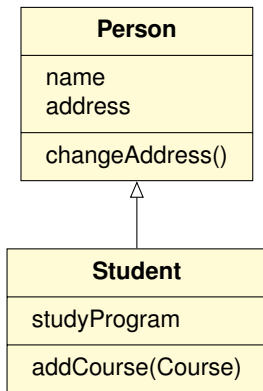 Person
name
address
changeAddress()
Student
studyProgram
addCourse(Course)